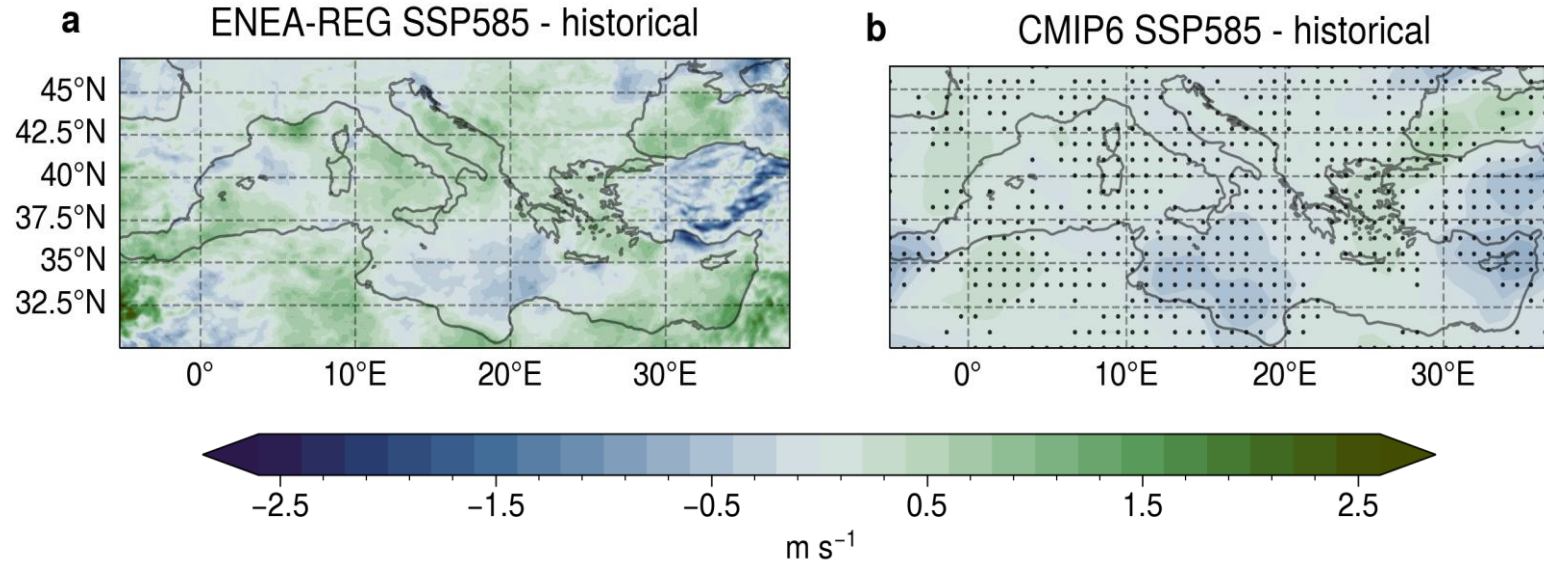 a ENEA-REG SSP585 - historical
b CMIP6 SSP585 - historical
45°N
42.5°N
40°N
37.5°N
35°N
32.5°N
0° 10°E 20°E 30°E
0° 10°E 20°E 30°E
−2.5 −1.5 −0.5 0.5 1.5 2.5
m s⁻¹